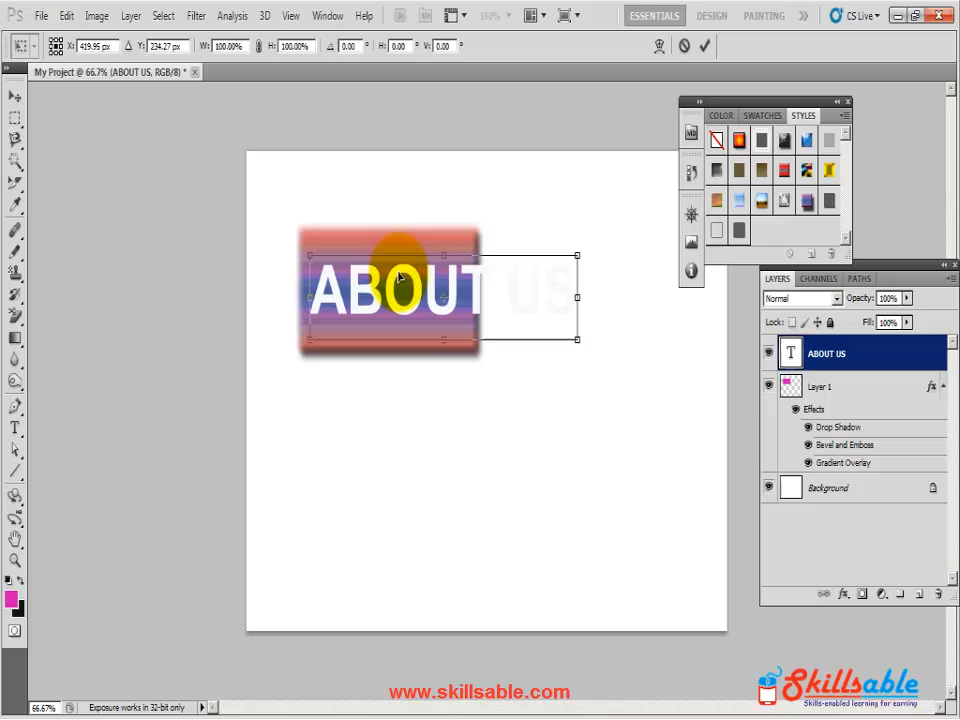 Ps File Edit Image Layer Select Filter Analysis 3D View Window Help 100% ESSENTIALS DESIGN PAINTING CS Live
X: 419.95 px Y: 234.27 px W: 100.00% H: 100.00% 0.00 ° H: 0.00 ° V: 0.00 °
My Project @ 66.7% (ABOUT US, RGB/8) *
COLOR SWATCHES STYLES
ABOUT US
LAYERS CHANNELS PATHS
Normal Opacity: 100%
Lock: Fill: 100%
T ABOUT US
Layer 1 fx
Effects
Drop Shadow
Bevel and Emboss
Gradient Overlay
Background
fx
www.skillsable.com
Skillsable
Skills-enabled learning for earning
66.67% Exposure works in 32-bit only